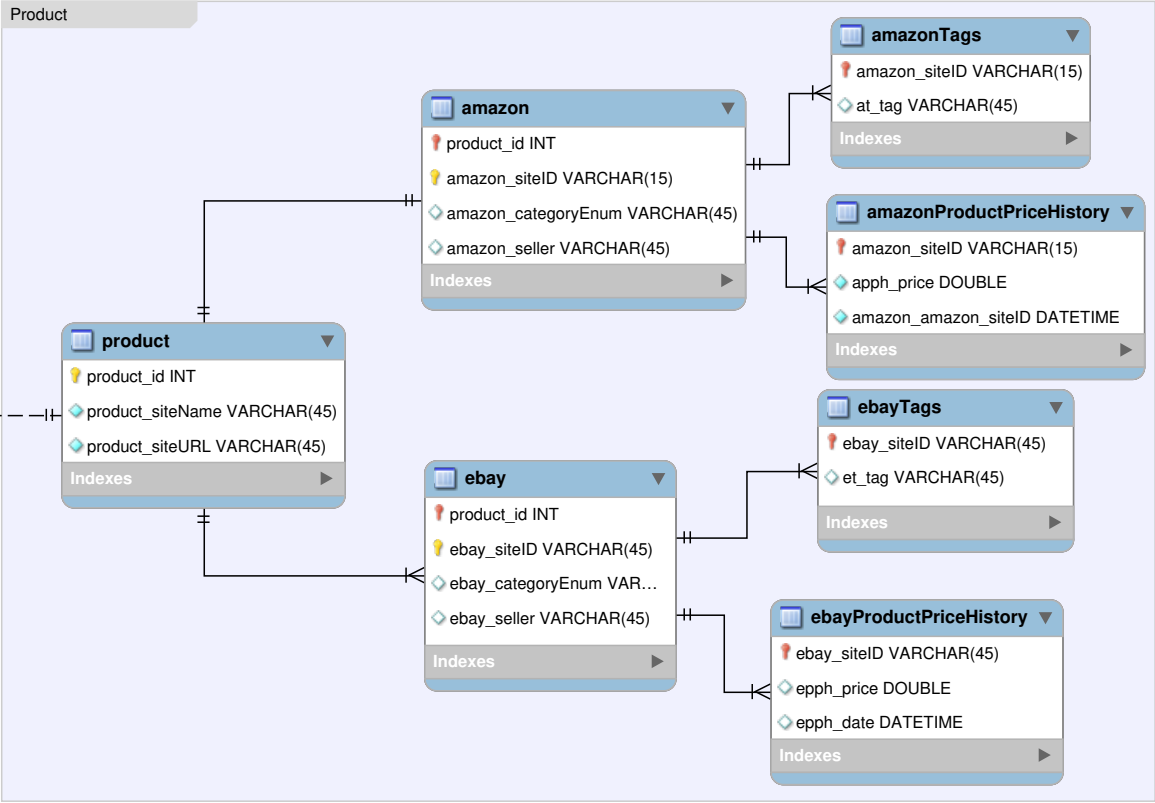 Product
amazonTags
amazon_siteID VARCHAR(15)
at_tag VARCHAR(45)
Indexes
amazon
product_id INT
amazon_siteID VARCHAR(15)
amazon_categoryEnum VARCHAR(45)
amazon_seller VARCHAR(45)
Indexes
amazonProductPriceHistory
amazon_siteID VARCHAR(15)
apph_price DOUBLE
amazon_amazon_siteID DATETIME
Indexes
product
product_id INT
product_siteName VARCHAR(45)
product_siteURL VARCHAR(45)
Indexes
ebayTags
ebay_siteID VARCHAR(45)
et_tag VARCHAR(45)
Indexes
ebay
product_id INT
ebay_siteID VARCHAR(45)
ebay_categoryEnum VAR...
ebay_seller VARCHAR(45)
Indexes
ebayProductPriceHistory
ebay_siteID VARCHAR(45)
epph_price DOUBLE
epph_date DATETIME
Indexes